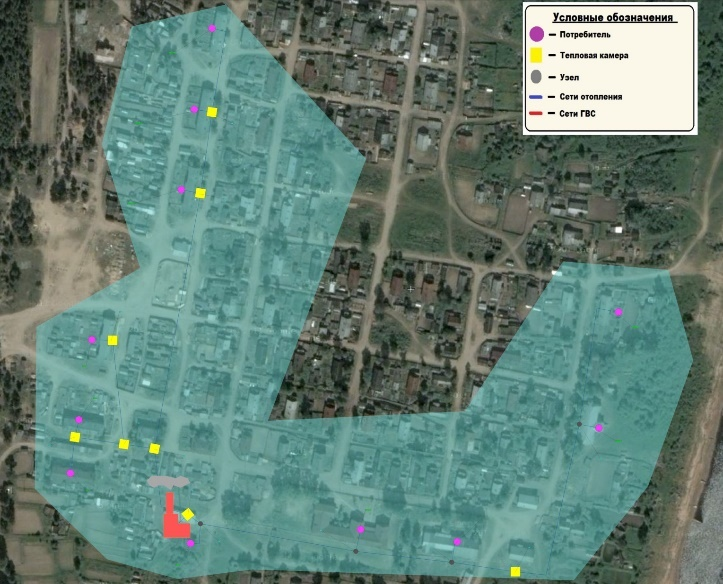 Условные обозначения
– Потребитель
– Тепловая камера
– Узел
– Сети отопления
– Сети ГВС